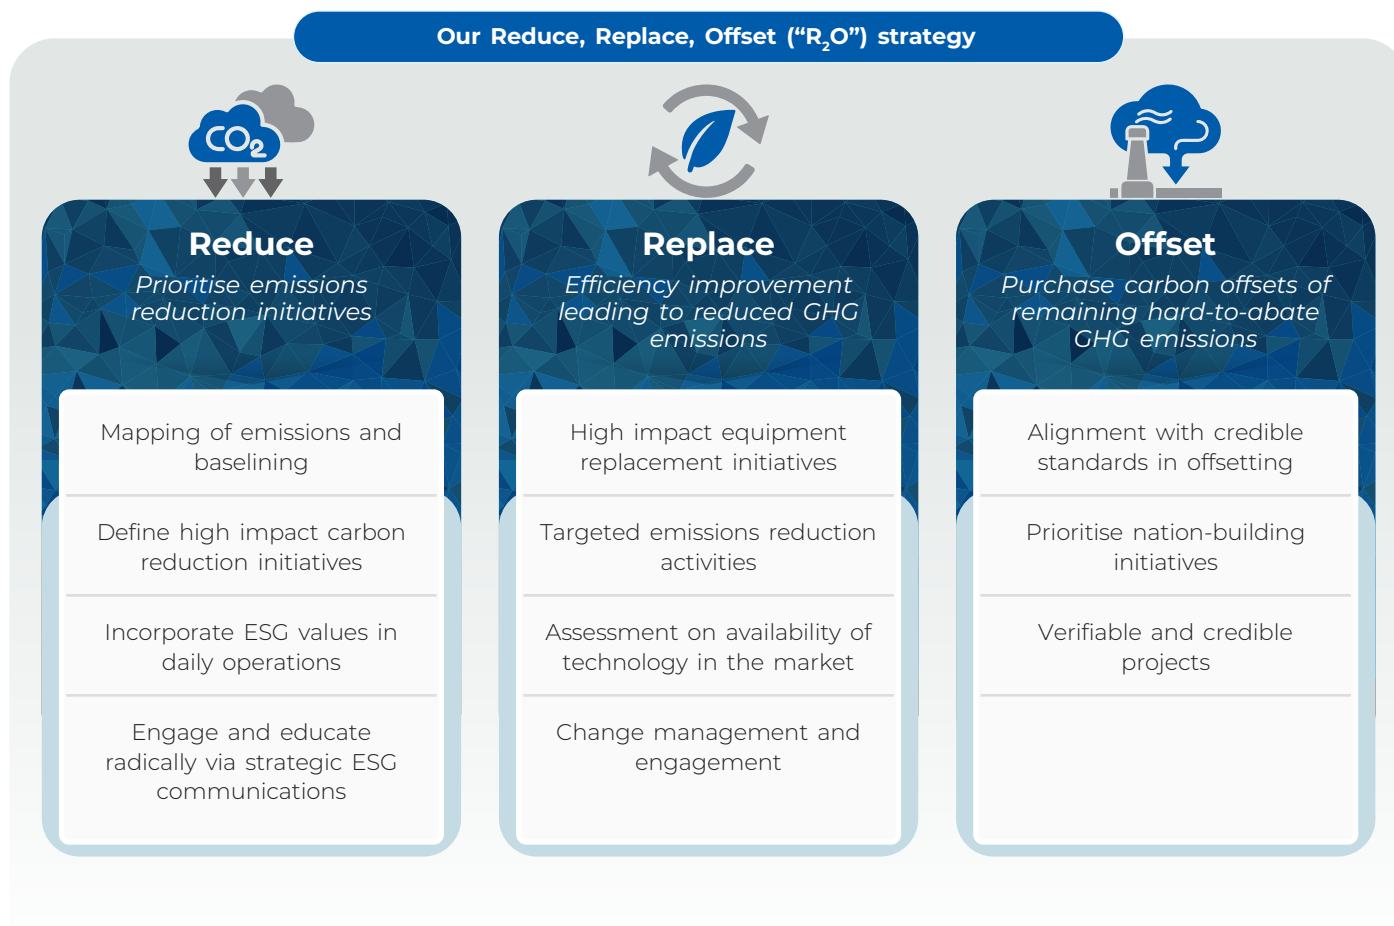 Our Reduce, Replace, Offset (“R₂O”) strategy
CO₂
Reduce
Prioritise emissions
reduction initiatives
Mapping of emissions and
baselining
Define high impact carbon
reduction initiatives
Incorporate ESG values in
daily operations
Engage and educate
radically via strategic ESG
communications
Replace
Efficiency improvement
leading to reduced GHG
emissions
High impact equipment
replacement initiatives
Targeted emissions reduction
activities
Assessment on availability of
technology in the market
Change management and
engagement
Offset
Purchase carbon offsets of
remaining hard-to-abate
GHG emissions
Alignment with credible
standards in offsetting
Prioritise nation-building
initiatives
Verifiable and credible
projects